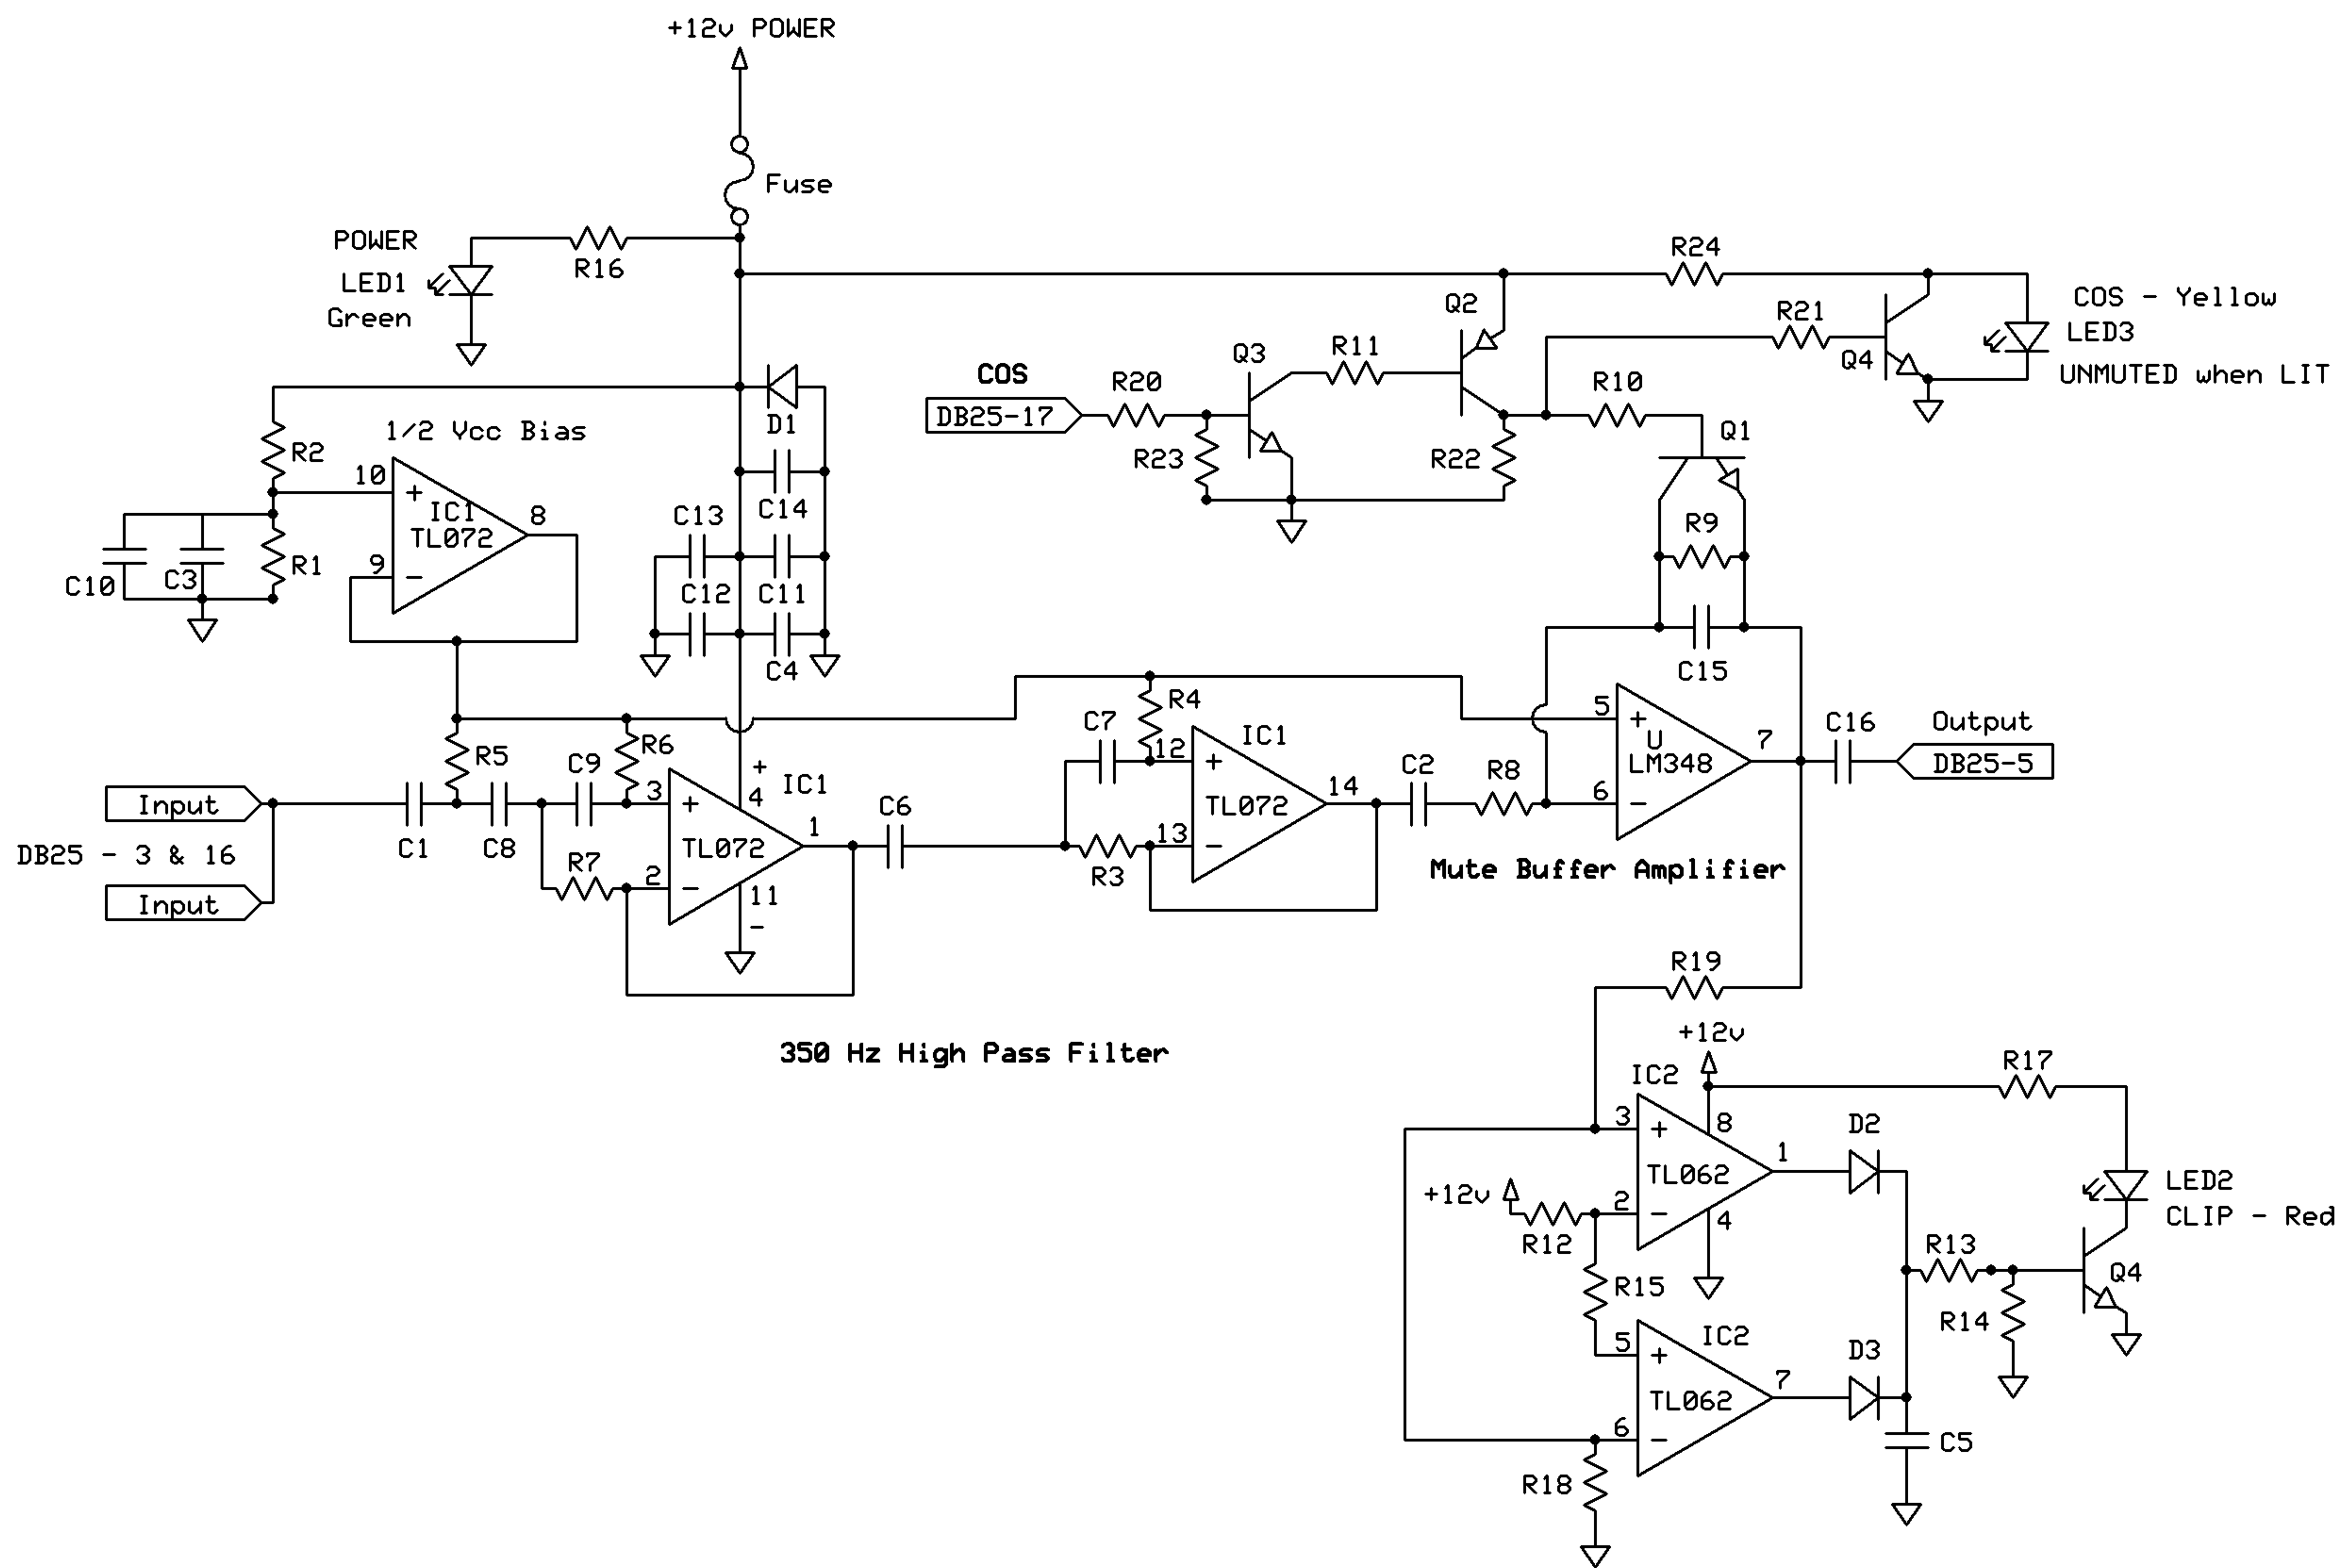 +12v POWER
Fuse
POWER
LED1
Green
R16
R24
COS - Yellow
LED3
UNMUTED when LIT
Q2
R21
Q4
Q3
R11
COS
DB25-17
R20
R10
Q1
R23
R22
D1
R2
1/2 Vcc Bias
10
+
IC1
TL072
8
9
-
R1
C10
C3
C14
C13
C12
C11
C4
R9
C15
R5
R6
C9
C7
R4
12
+
IC1
TL072
14
13
-
R3
C2
R8
5
+
U
LM348
7
6
-
C16
Output
DB25-5
Mute Buffer Amplifier
Input
DB25 - 3 & 16
Input
C1
C8
R7
3
+
+
4
IC1
TL072
1
2
-
11
-
C6
350 Hz High Pass Filter
R19
+12v
IC2
3
+
8
TL062
1
2
-
4
+12v
R12
R15
R17
D2
LED2
CLIP - Red
R13
Q4
R14
5
+
IC2
TL062
7
6
-
D3
C5
R18